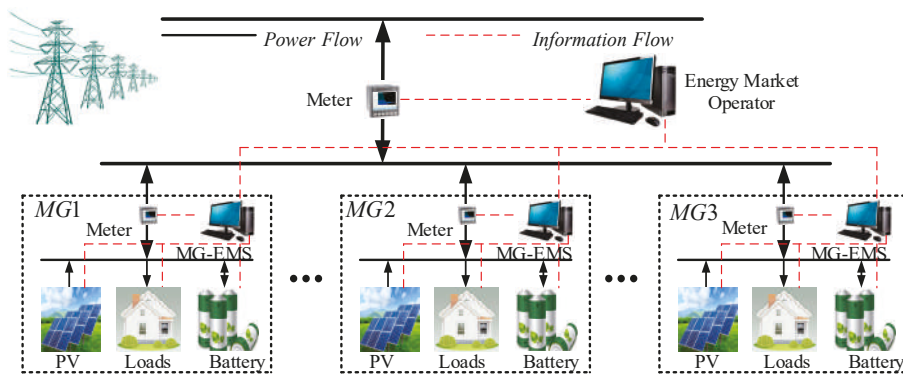 Power Flow
Information Flow
Meter
Energy Market
Operator
MG1
Meter
MG-EMS
PV
Loads
Battery
MG2
Meter
MG-EMS
PV
Loads
Battery
MG3
Meter
MG-EMS
PV
Loads
Battery